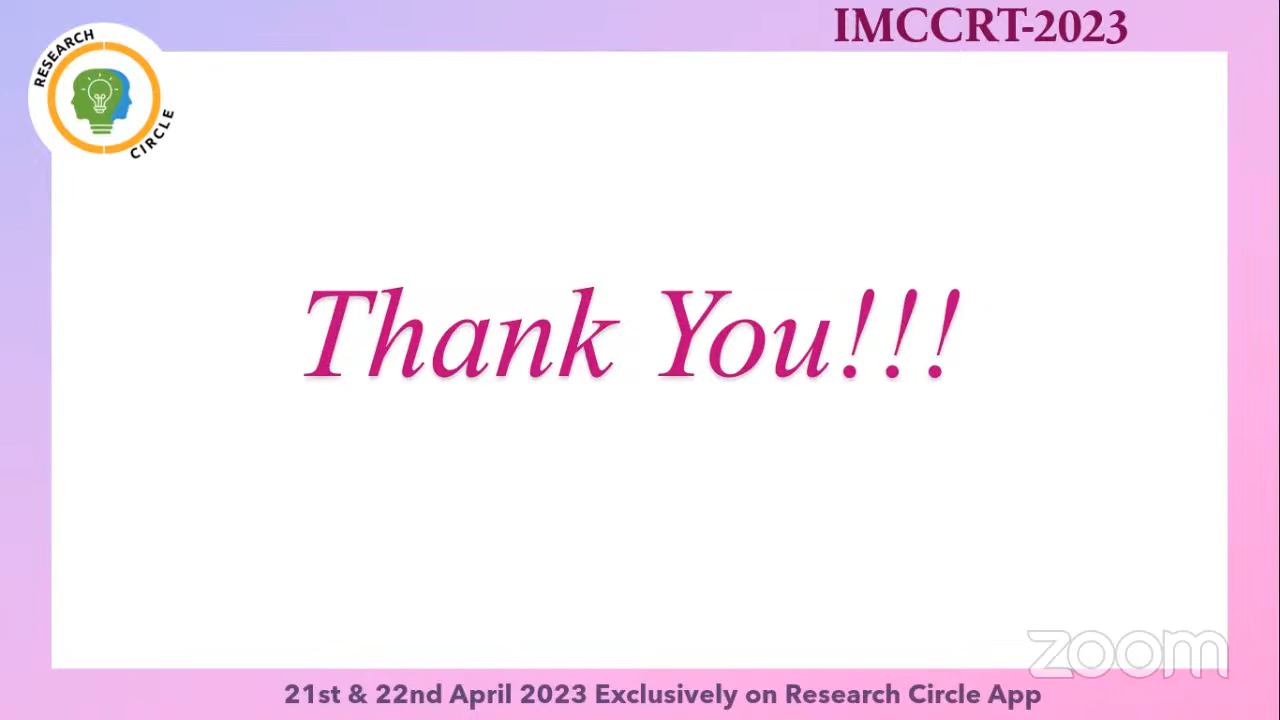 IMCCRT-2023
RESEARCH
CIRCLE
Thank You!!!
zoom
21st & 22nd April 2023 Exclusively on Research Circle App